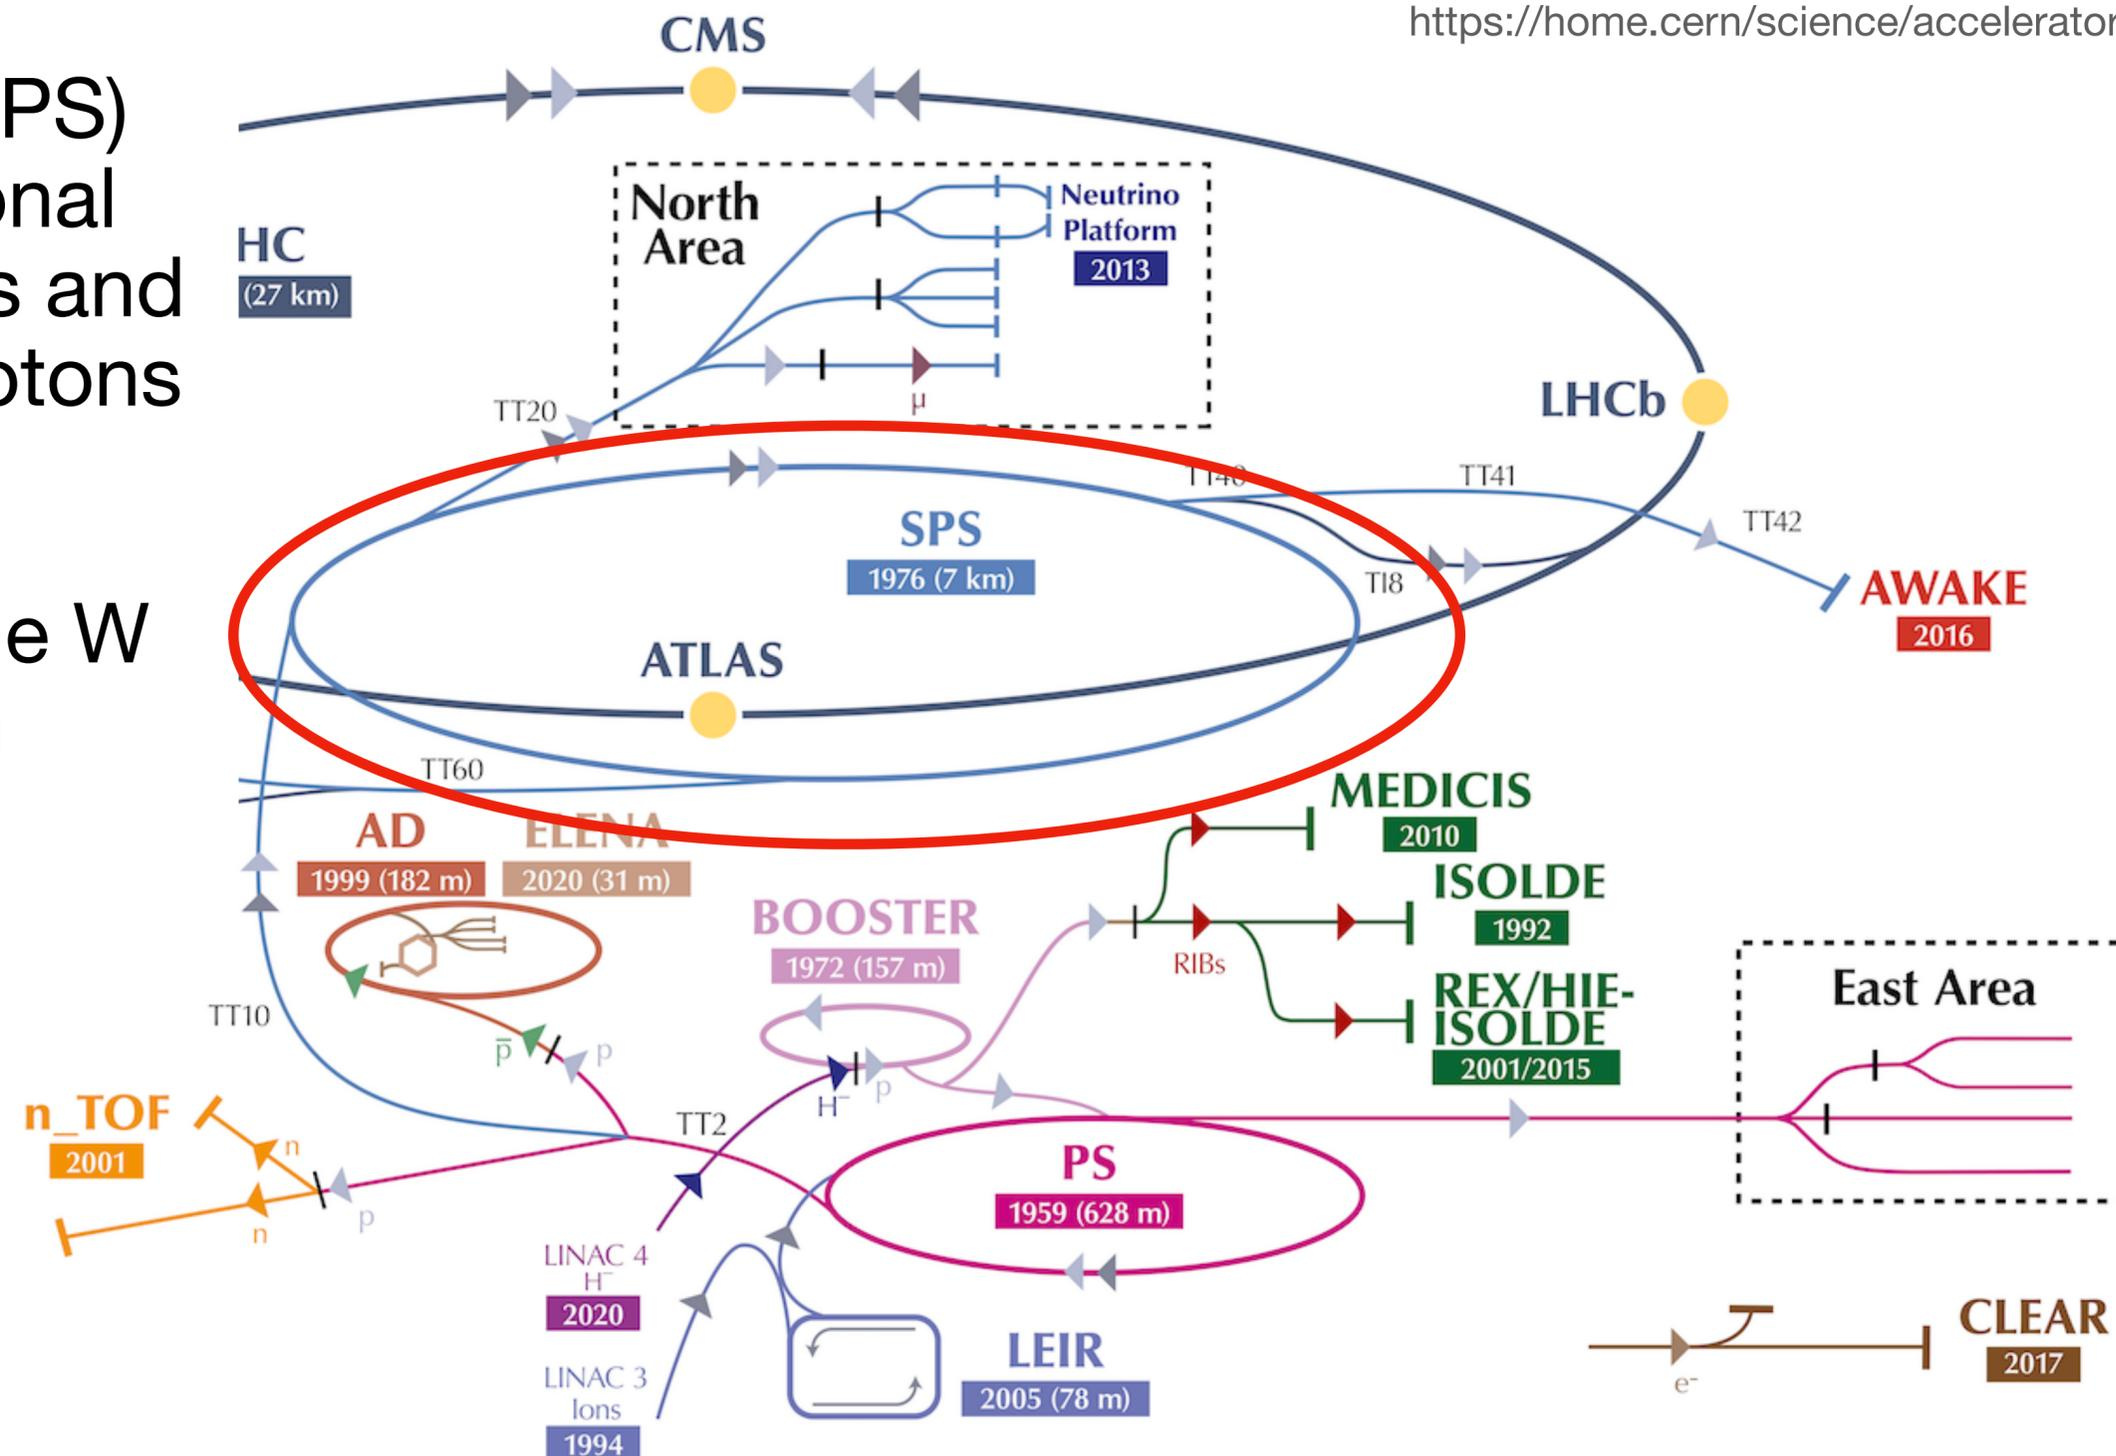 https://home.cern/science/accelerator
PS)
onal
s and
otons
e W
CMS
HC
(27 km)
North
Area
Neutrino
Platform
2013
μ
TT20
LHCb
TT40
TT41
TT42
SPS
1976 (7 km)
TI8
AWAKE
2016
ATLAS
TT60
MEDICIS
2010
AD
1999 (182 m)
ELENA
2020 (31 m)
ISOLDE
1992
BOOSTER
1972 (157 m)
RIBs
REX/HIE-
ISOLDE
2001/2015
East Area
TT10
p̄
p
H⁻
p
n_TOF
2001
n
n
p
TT2
PS
1959 (628 m)
LINAC 4
H⁻
2020
LINAC 3
Ions
1994
LEIR
2005 (78 m)
CLEAR
2017
e⁻